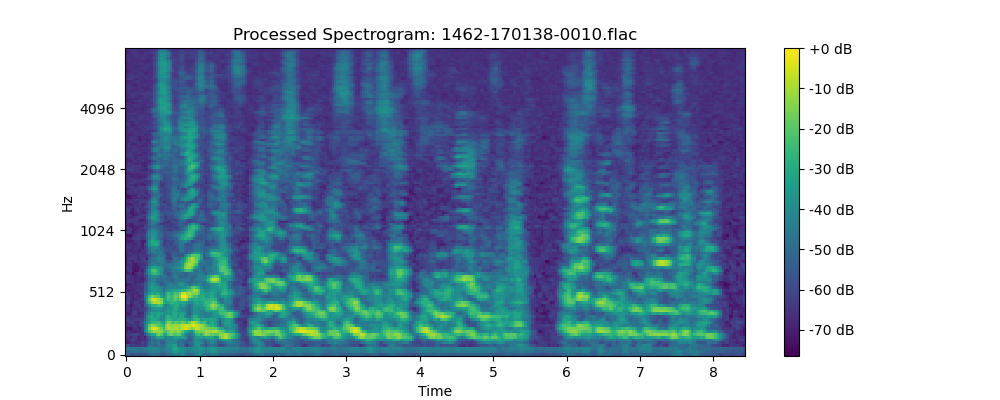 Processed Spectrogram: 1462-170138-0010.flac
Hz
4096
2048
1024
512
0
0 1 2 3 4 5 6 7 8
Time
+0 dB
-10 dB
-20 dB
-30 dB
-40 dB
-50 dB
-60 dB
-70 dB